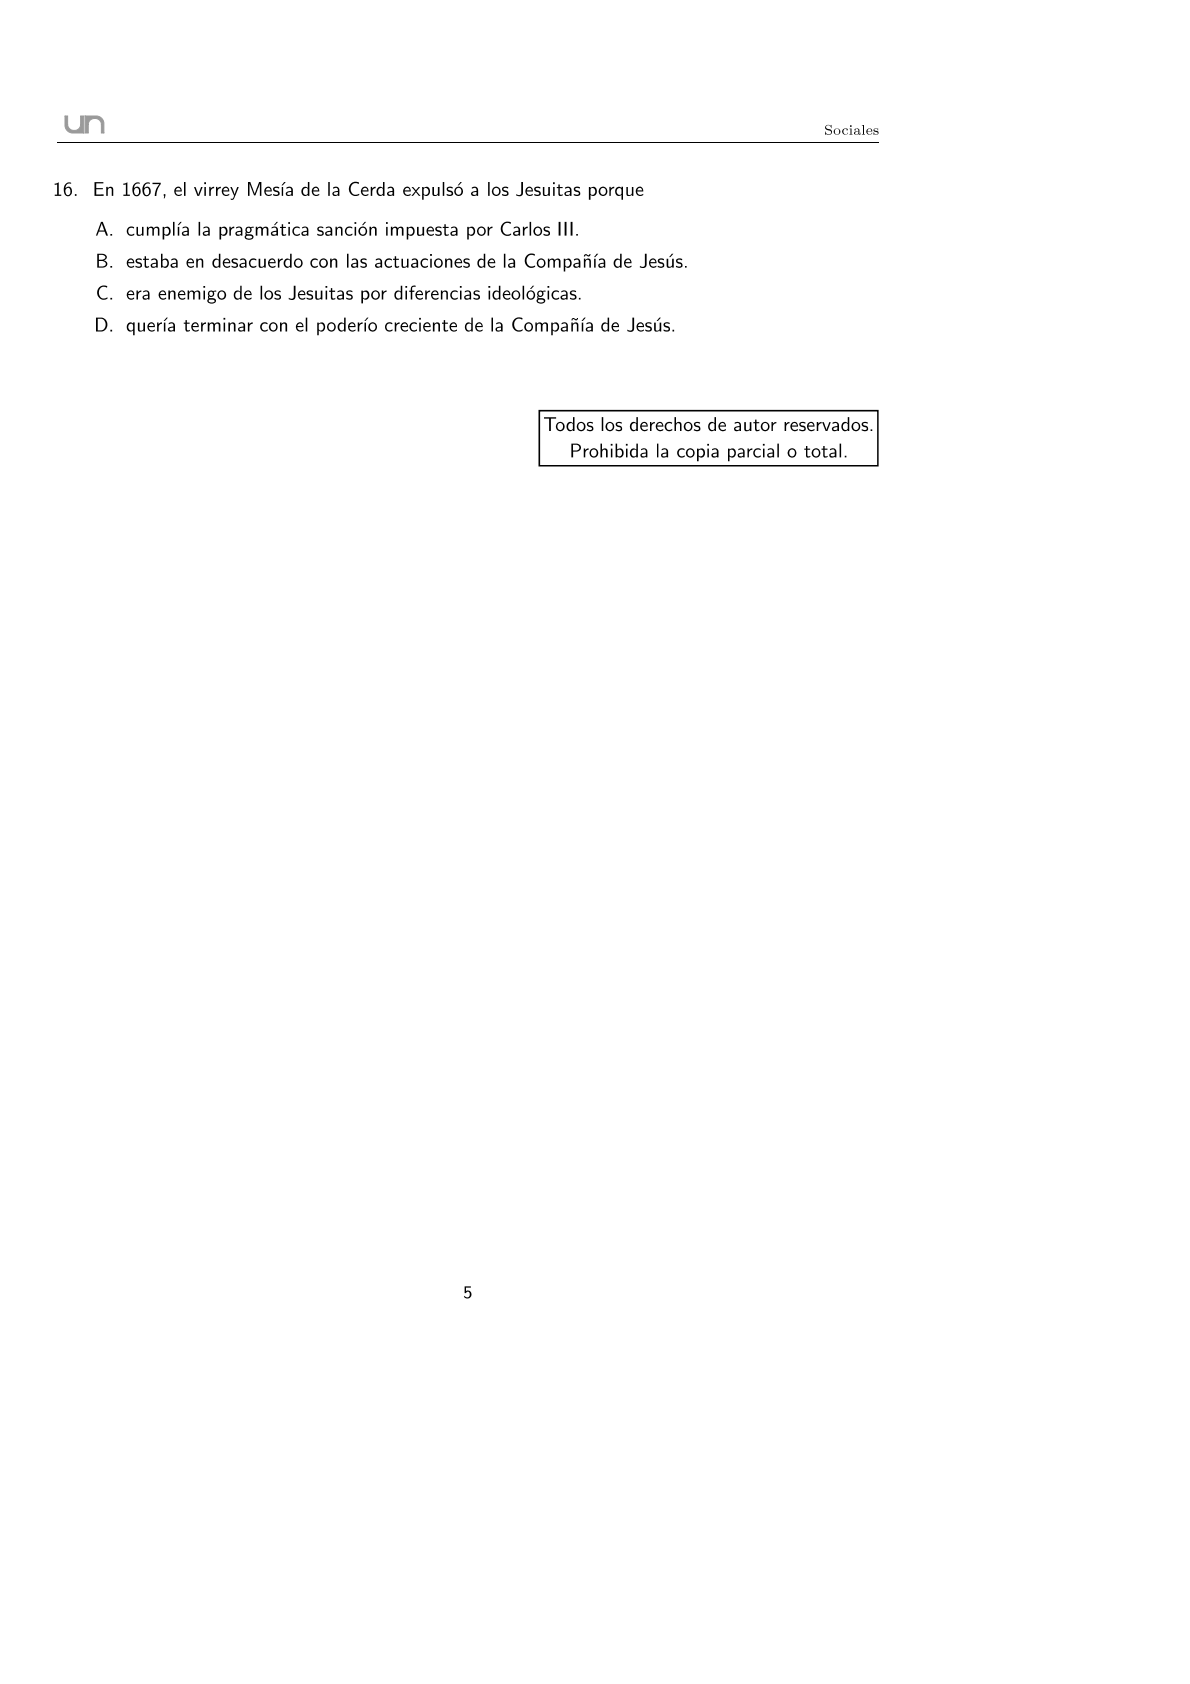 un
Sociales
16. En 1667, el virrey Mesía de la Cerda expulsó a los Jesuitas porque
A. cumplía la pragmática sanción impuesta por Carlos III.
B. estaba en desacuerdo con las actuaciones de la Compañía de Jesús.
C. era enemigo de los Jesuitas por diferencias ideológicas.
D. quería terminar con el poderío creciente de la Compañía de Jesús.
Todos los derechos de autor reservados.
Prohibida la copia parcial o total.
5